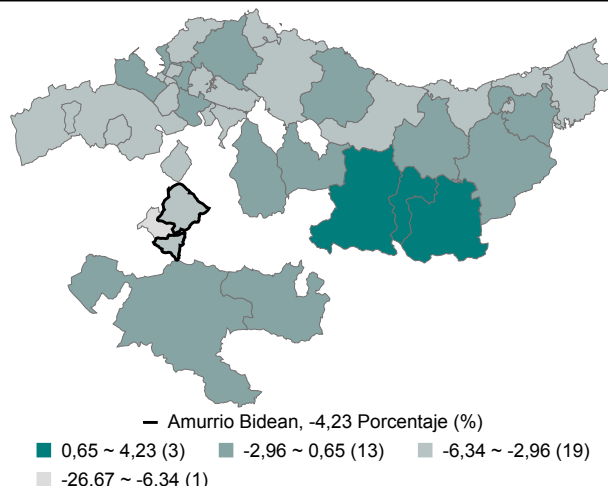 Amurrio Bidean, -4,23 Porcentaje (%)
0,65 ~ 4,23 (3) -2,96 ~ 0,65 (13) -6,34 ~ -2,96 (19)
-26,67 ~ -6,34 (1)